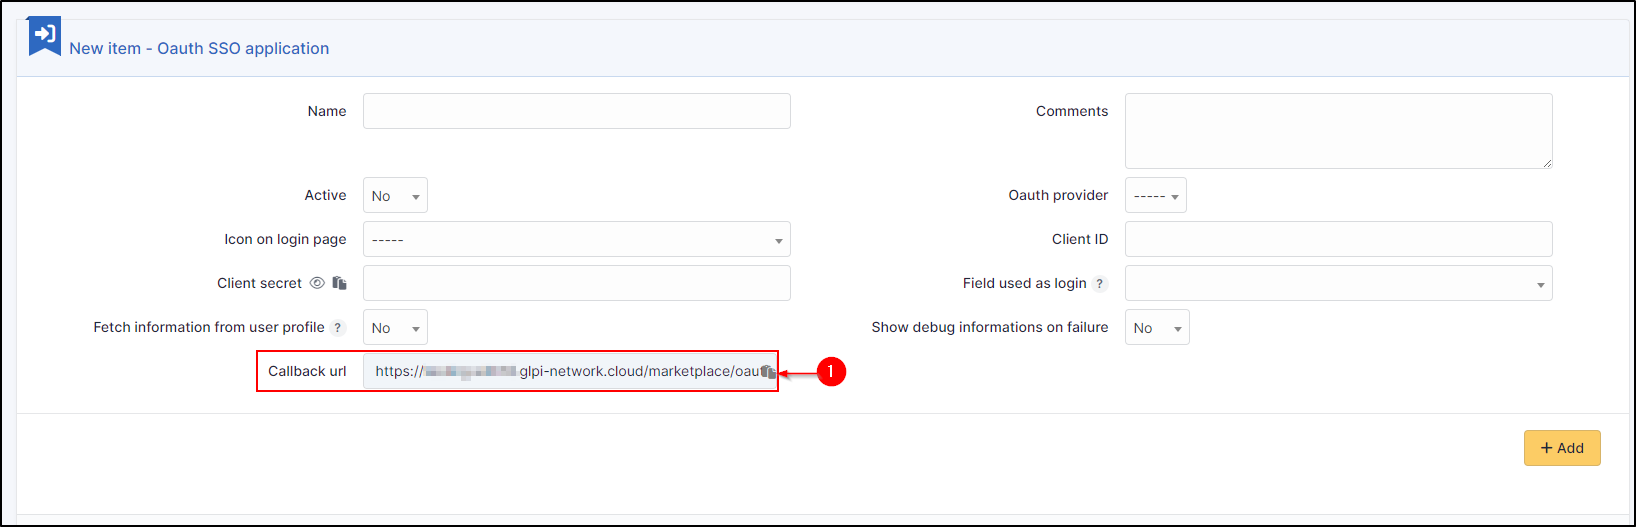 New item - Oauth SSO application
Name
Comments
Active No
Oauth provider -----
Icon on login page -----
Client ID
Client secret
Field used as login ?
Fetch information from user profile ? No
Show debug informations on failure No
Callback url https:// glpi-network.cloud/marketplace/oaut
1
+ Add